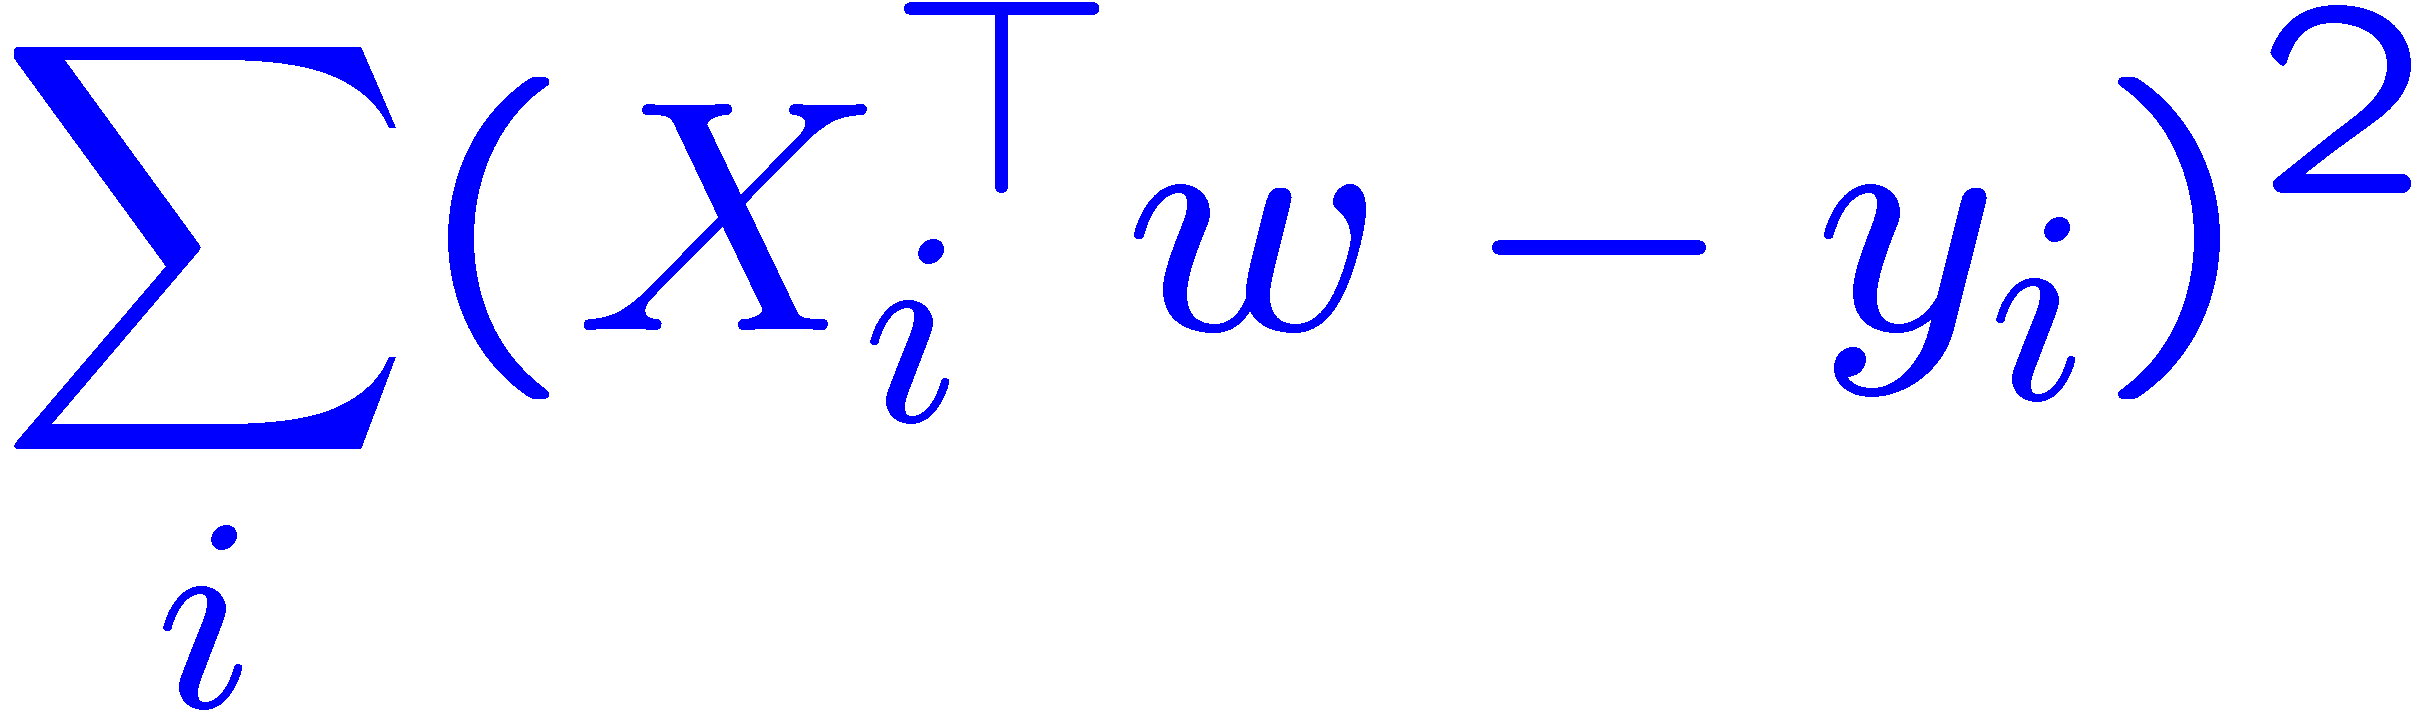 \sum_i (X_i^\top w - y_i)^2